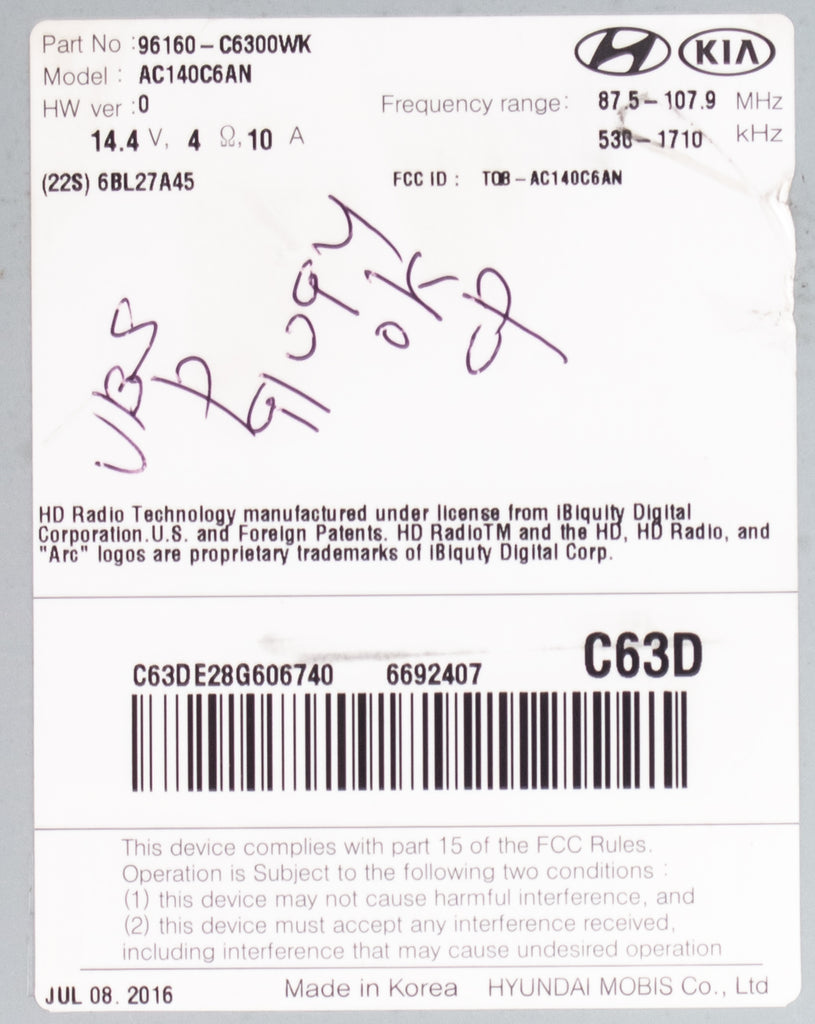 Part No : 96160-C6300WK
Model : AC140C6AN
HW ver : 0
14.4 V, 4 Ω, 10 A
KIA
Frequency range: 87.5-107.9 MHz
530-1710 kHz
(22S) 6BL27A45
FCC ID : TQ8-AC140C6AN
OK
HD Radio Technology manufactured under license from iBiquity Digital
Corporation. U.S. and Foreign Patents. HD RadioTM and the HD, HD Radio, and
"Arc" logos are proprietary trademarks of iBiquty Digital Corp.
C63D
C63DE28G606740 6692407
This device complies with part 15 of the FCC Rules.
Operation is Subject to the following two conditions :
(1) this device may not cause harmful interference, and
(2) this device must accept any interference received,
including interference that may cause undesired operation
JUL 08. 2016
Made in Korea HYUNDAI MOBIS Co., Ltd